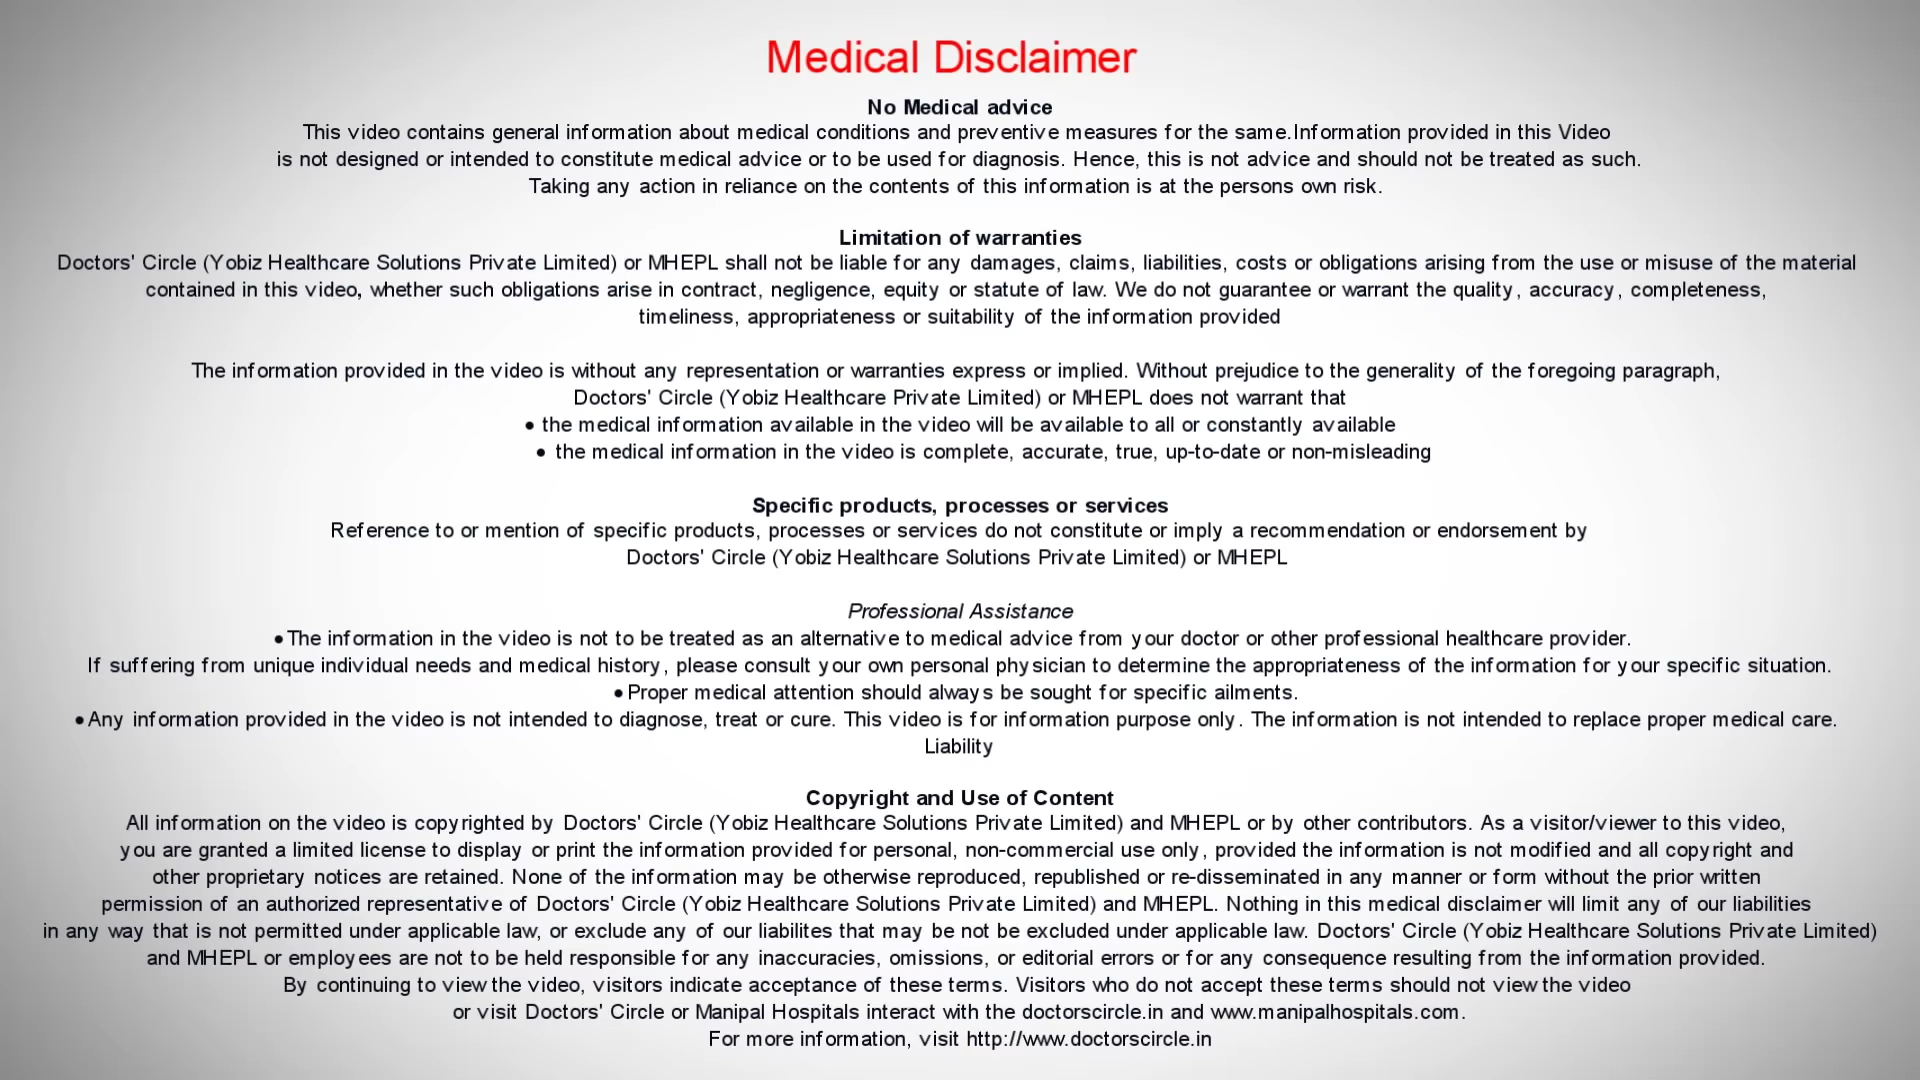 Medical Disclaimer
No Medical advice
This video contains general information about medical conditions and preventive measures for the same.Information provided in this Video
is not designed or intended to constitute medical advice or to be used for diagnosis. Hence, this is not advice and should not be treated as such.
Taking any action in reliance on the contents of this information is at the persons own risk.
Limitation of warranties
Doctors' Circle (Yobiz Healthcare Solutions Private Limited) or MHEPL shall not be liable for any damages, claims, liabilities, costs or obligations arising from the use or misuse of the material
contained in this video, whether such obligations arise in contract, negligence, equity or statute of law. We do not guarantee or warrant the quality, accuracy, completeness,
timeliness, appropriateness or suitability of the information provided
The information provided in the video is without any representation or warranties express or implied. Without prejudice to the generality of the foregoing paragraph,
Doctors' Circle (Yobiz Healthcare Private Limited) or MHEPL does not warrant that
• the medical information available in the video will be available to all or constantly available
• the medical information in the video is complete, accurate, true, up-to-date or non-misleading
Specific products, processes or services
Reference to or mention of specific products, processes or services do not constitute or imply a recommendation or endorsement by
Doctors' Circle (Yobiz Healthcare Solutions Private Limited) or MHEPL
Professional Assistance
•The information in the video is not to be treated as an alternative to medical advice from your doctor or other professional healthcare provider.
If suffering from unique individual needs and medical history, please consult your own personal physician to determine the appropriateness of the information for your specific situation.
•Proper medical attention should always be sought for specific ailments.
•Any information provided in the video is not intended to diagnose, treat or cure. This video is for information purpose only. The information is not intended to replace proper medical care.
Liability
Copyright and Use of Content
All information on the video is copyrighted by Doctors' Circle (Yobiz Healthcare Solutions Private Limited) and MHEPL or by other contributors. As a visitor/viewer to this video,
you are granted a limited license to display or print the information provided for personal, non-commercial use only, provided the information is not modified and all copyright and
other proprietary notices are retained. None of the information may be otherwise reproduced, republished or re-disseminated in any manner or form without the prior written
permission of an authorized representative of Doctors' Circle (Yobiz Healthcare Solutions Private Limited) and MHEPL. Nothing in this medical disclaimer will limit any of our liabilities
in any way that is not permitted under applicable law, or exclude any of our liabilites that may be not be excluded under applicable law. Doctors' Circle (Yobiz Healthcare Solutions Private Limited)
and MHEPL or employees are not to be held responsible for any inaccuracies, omissions, or editorial errors or for any consequence resulting from the information provided.
By continuing to view the video, visitors indicate acceptance of these terms. Visitors who do not accept these terms should not view the video
or visit Doctors' Circle or Manipal Hospitals interact with the doctorscircle.in and www.manipalhospitals.com.
For more information, visit http://www.doctorscircle.in